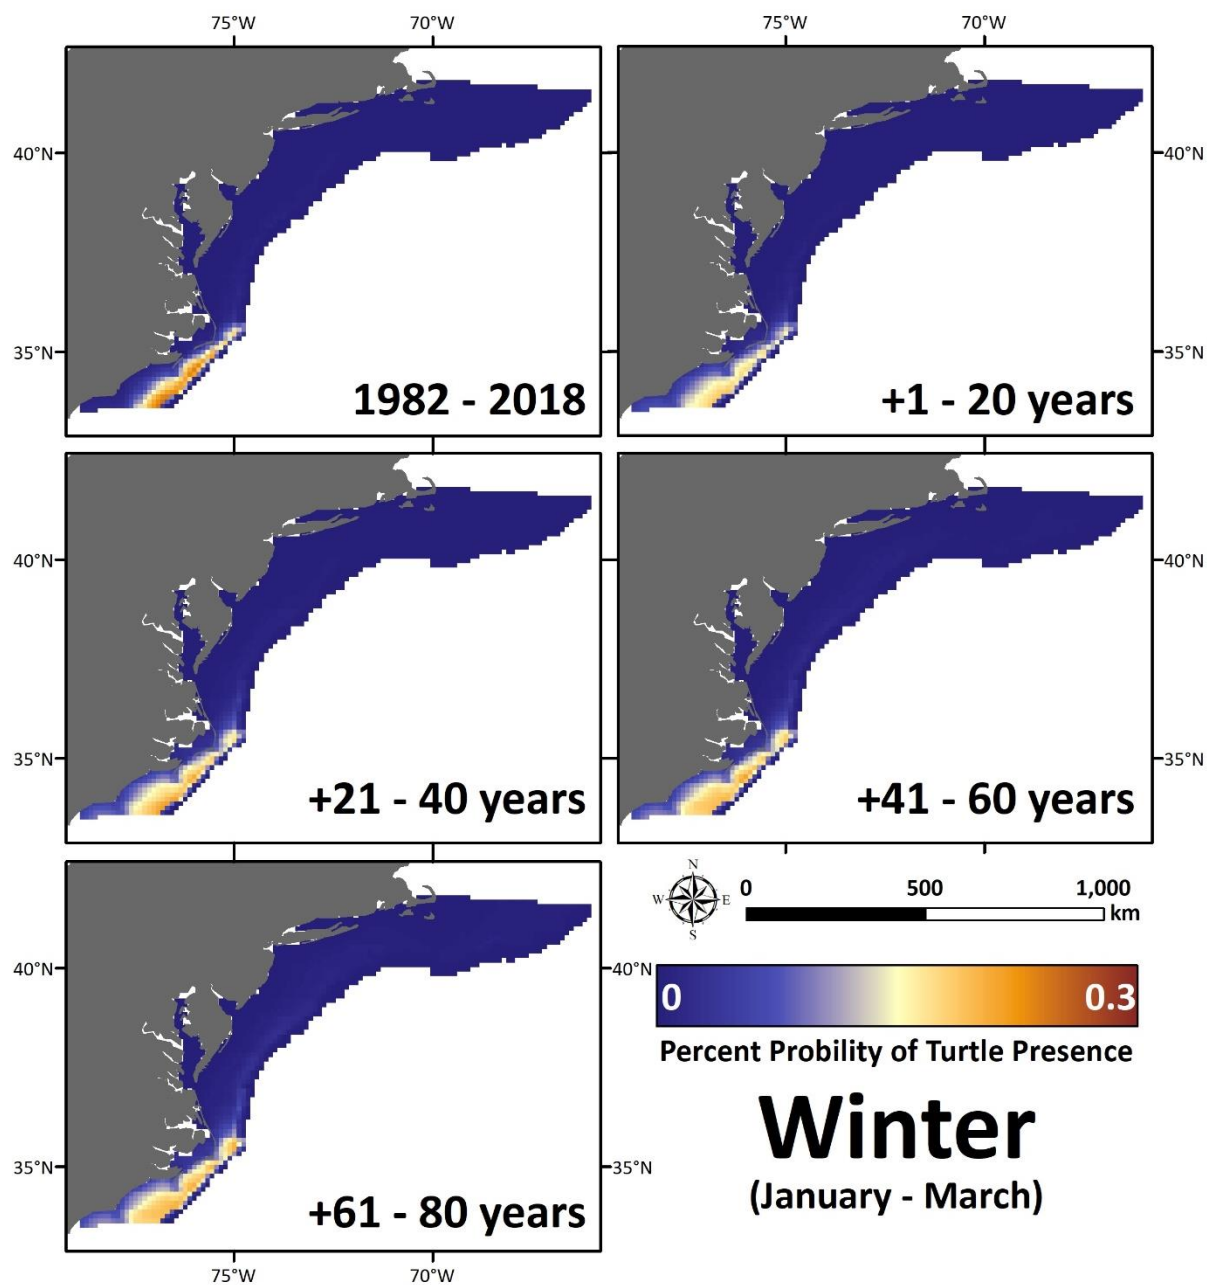 75°W 70°W 75°W 70°W
40°N 40°N
35°N 35°N
1982 - 2018 +1 - 20 years
40°N 40°N
35°N 35°N
+21 - 40 years +41 - 60 years
N
W E
S
0 500 1,000
km
40°N 40°N
0 0.3
Percent Probility of Turtle Presence
Winter
(January - March)
35°N 35°N
+61 - 80 years
75°W 70°W